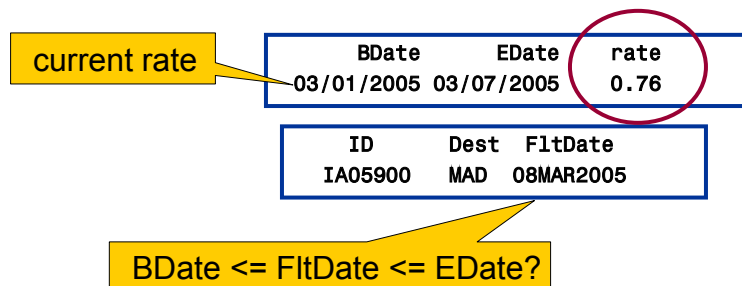 current rate
BDate EDate rate
03/01/2005 03/07/2005 0.76
ID Dest FltDate
IA05900 MAD 08MAR2005
BDate <= FltDate <= EDate?